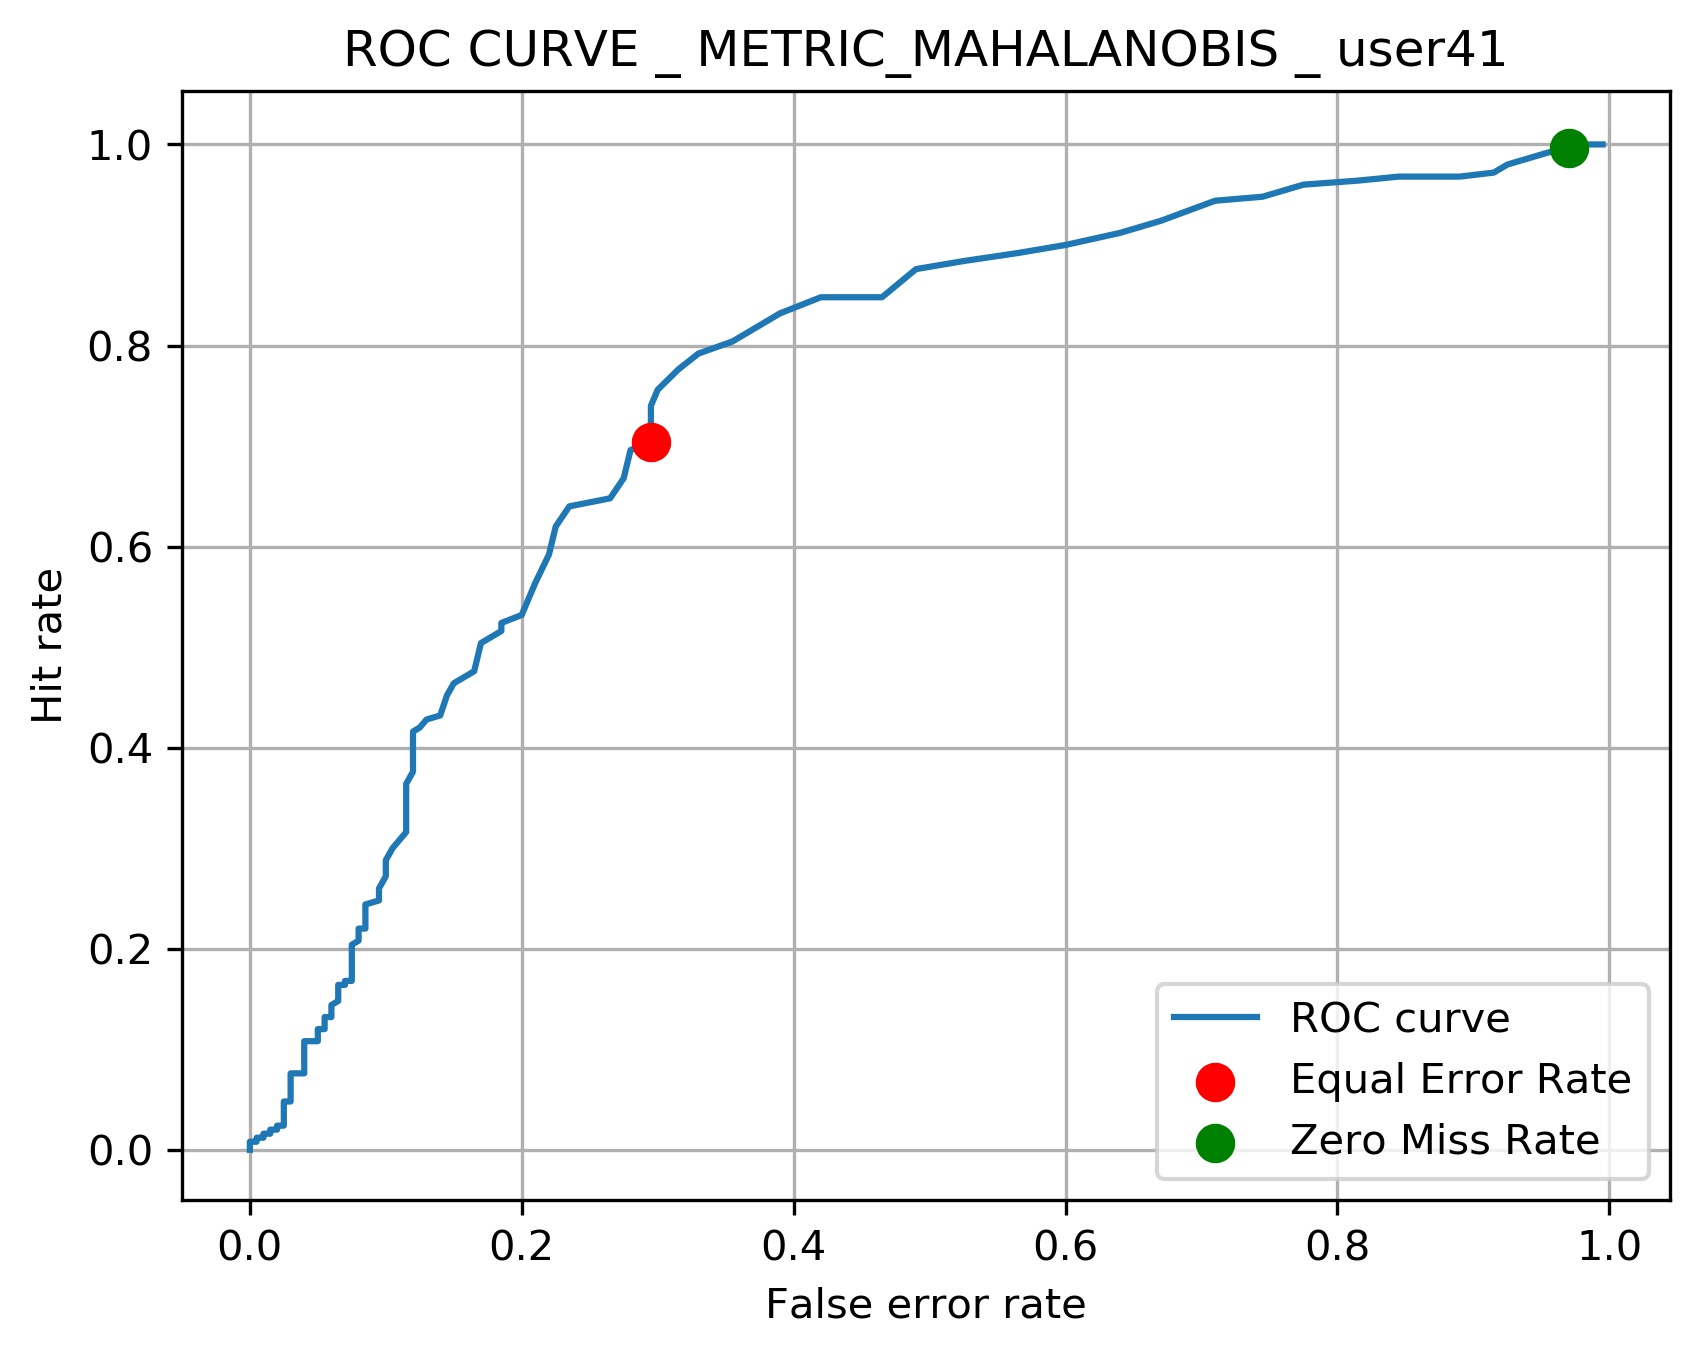 ROC CURVE _ METRIC_MAHALANOBIS _ user41
1.0
0.8
0.6
0.4
0.2
0.0
Hit rate
ROC curve
Equal Error Rate
Zero Miss Rate
0.0 0.2 0.4 0.6 0.8 1.0
False error rate